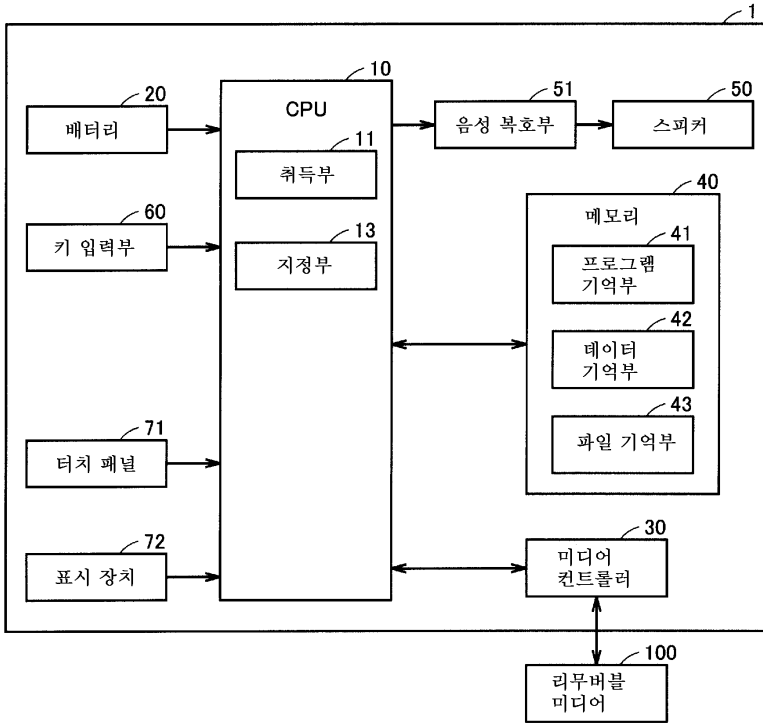 1
10
CPU
20
배터리
11
취득부
51
음성 복호부
50
스피커
60
키 입력부
13
지정부
40
메모리
41
프로그램
기억부
42
데이터
기억부
43
파일 기억부
71
터치 패널
72
표시 장치
30
미디어
컨트롤러
100
리무버블
미디어